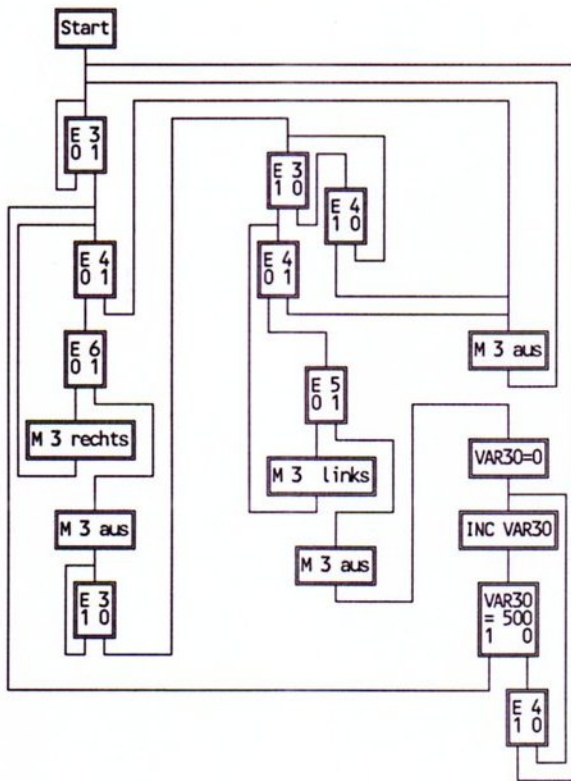 Start
E 3
0 1
E 4
0 1
E 6
0 1
M 3 rechts
M 3 aus
E 3
1 0
E 3
1 0
E 4
1 0
E 4
0 1
E 5
0 1
M 3 links
M 3 aus
M 3 aus
VAR30=0
INC VAR30
VAR30
= 500
1 0
E 4
1 0